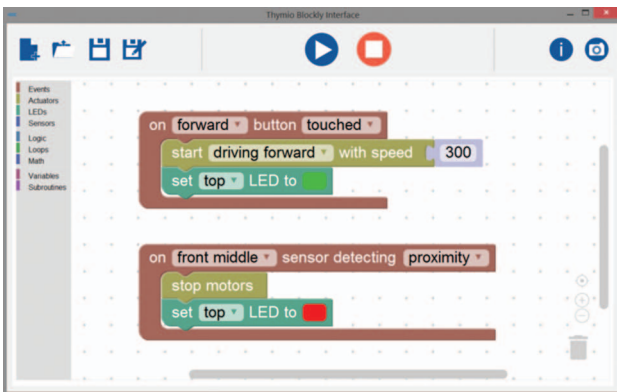 Thymio Blockly Interface
Events
Actuators
LEDs
Sensors
Logic
Loops
Math
Variables
Subroutines
on forward button touched
start driving forward with speed 300
set top LED to
on front middle sensor detecting proximity
stop motors
set top LED to